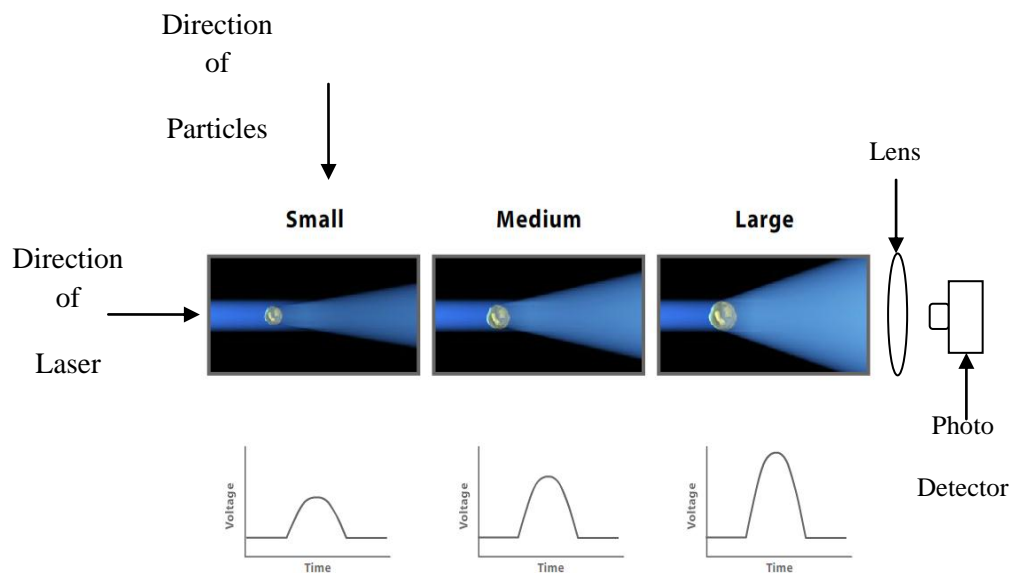 Direction
of
Particles
Lens
Small
Medium
Large
Direction
of
Laser
Photo
Detector
Voltage
Time
Voltage
Time
Voltage
Time